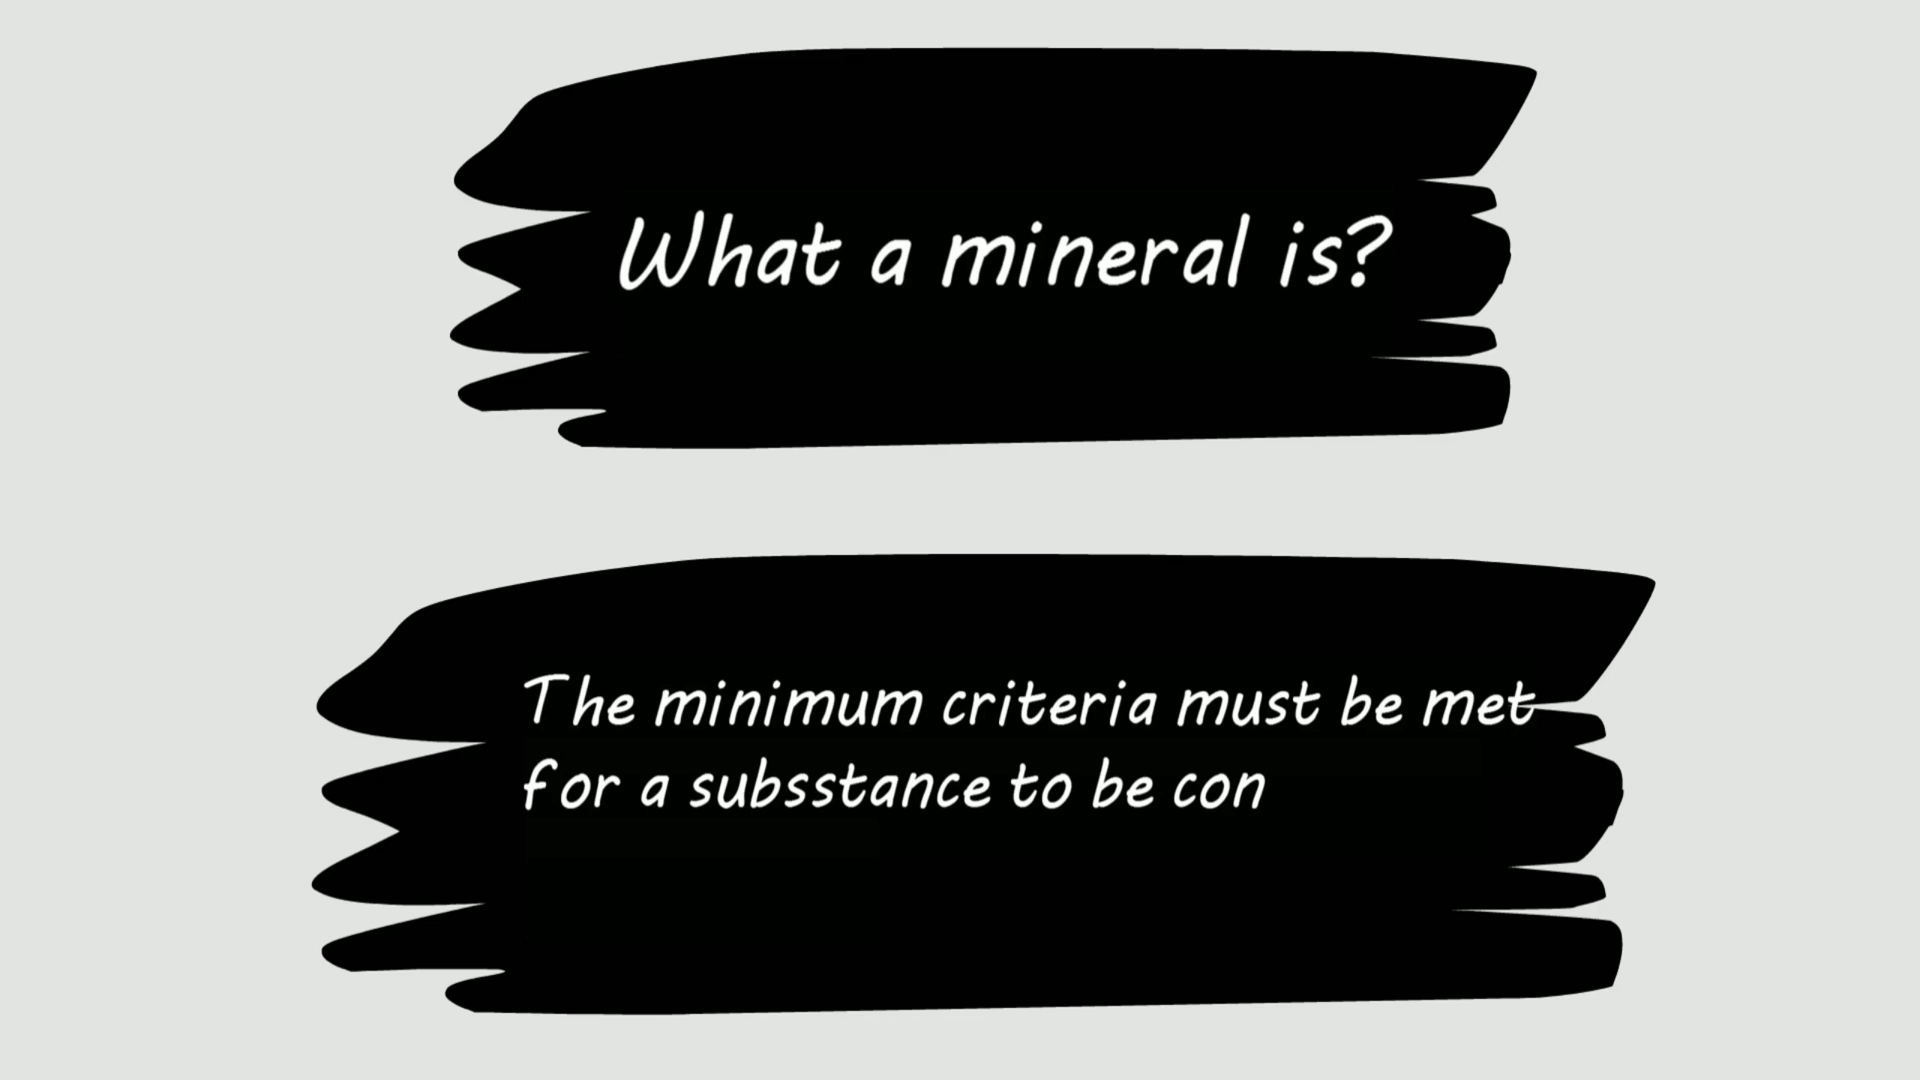 What a mineral is?
The minimum criteria must be met
for a subsstance to be con